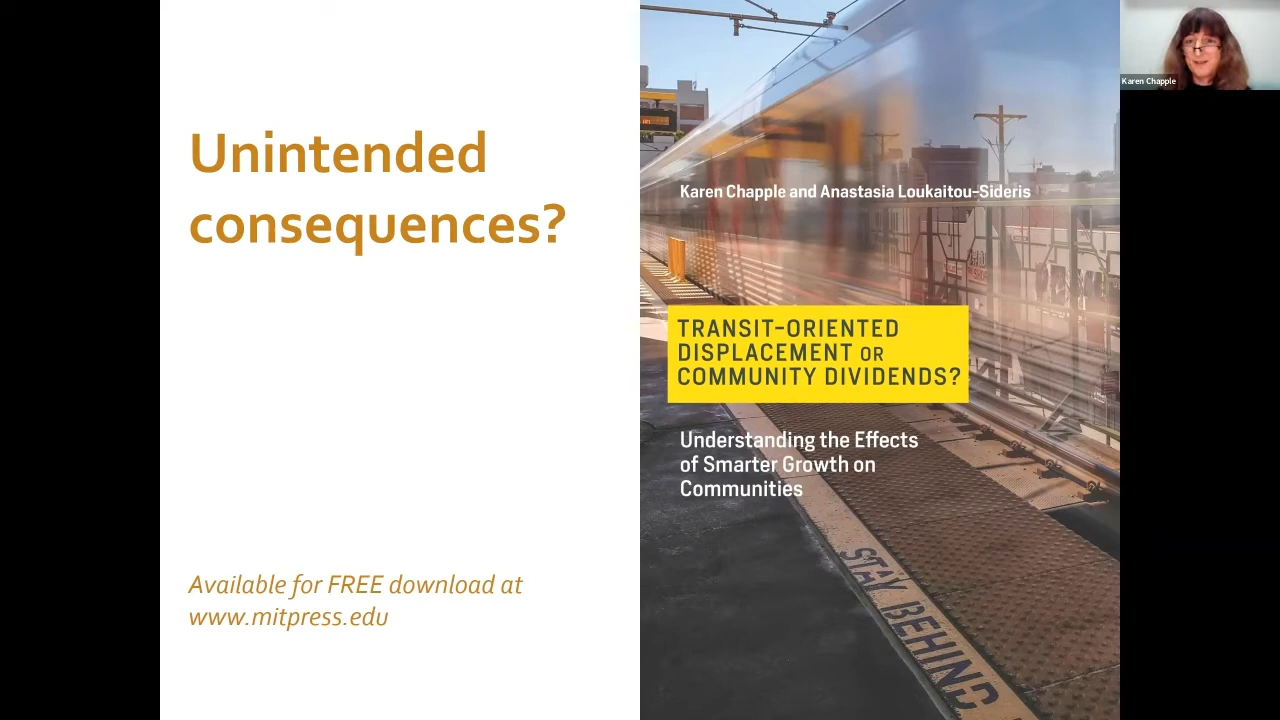 Unintended
consequences?
Available for FREE download at
www.mitpress.edu
Karen Chapple and Anastasia Loukaitou-Sideris
TRANSIT-ORIENTED
DISPLACEMENT OR
COMMUNITY DIVIDENDS?
Understanding the Effects
of Smarter Growth on
Communities
STAY BEHIND
Karen Chapple